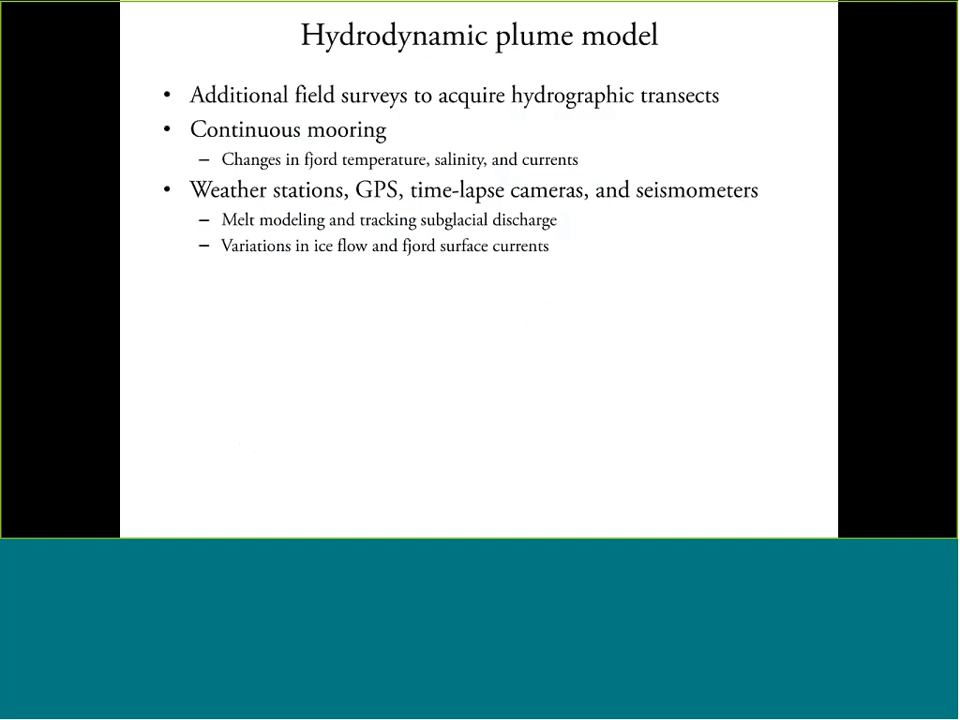 Hydrodynamic plume model
• Additional field surveys to acquire hydrographic transects
• Continuous mooring
– Changes in fjord temperature, salinity, and currents
• Weather stations, GPS, time-lapse cameras, and seismometers
– Melt modeling and tracking subglacial discharge
– Variations in ice flow and fjord surface currents